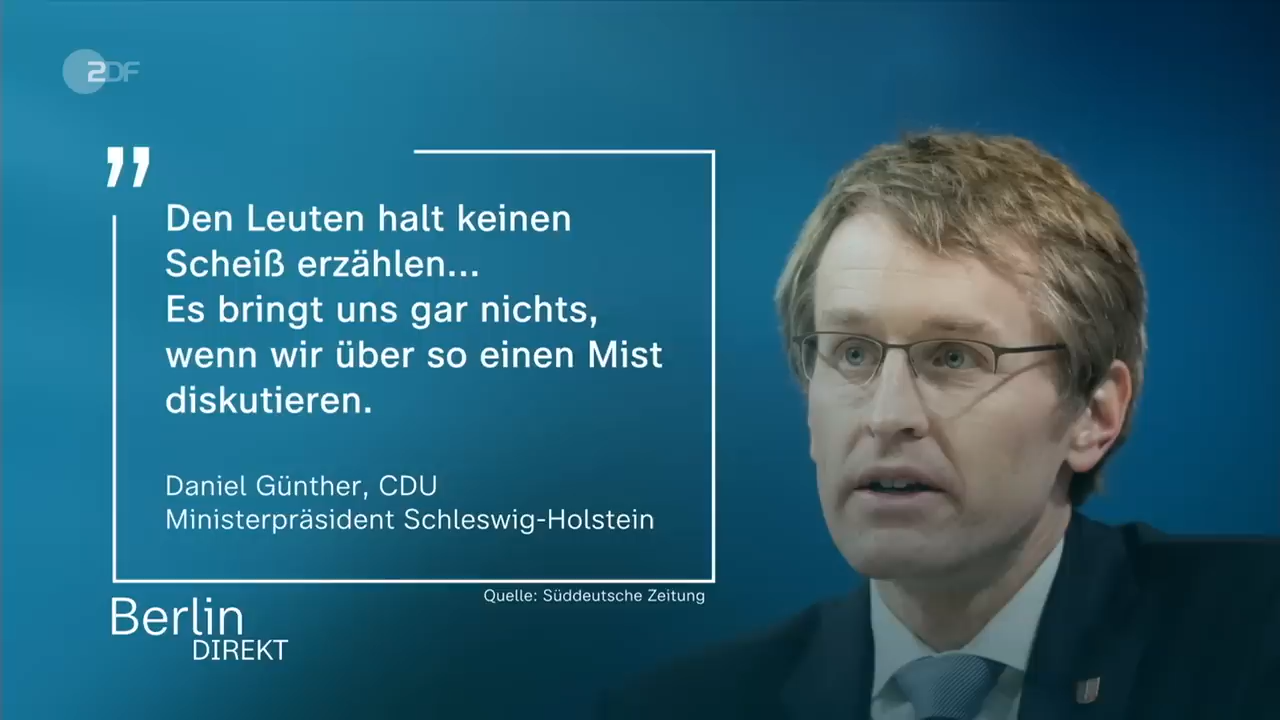 2DF
”
Den Leuten halt keinen
Scheiß erzählen...
Es bringt uns gar nichts,
wenn wir über so einen Mist
diskutieren.
Daniel Günther, CDU
Ministerpräsident Schleswig-Holstein
Quelle: Süddeutsche Zeitung
Berlin
DIREKT